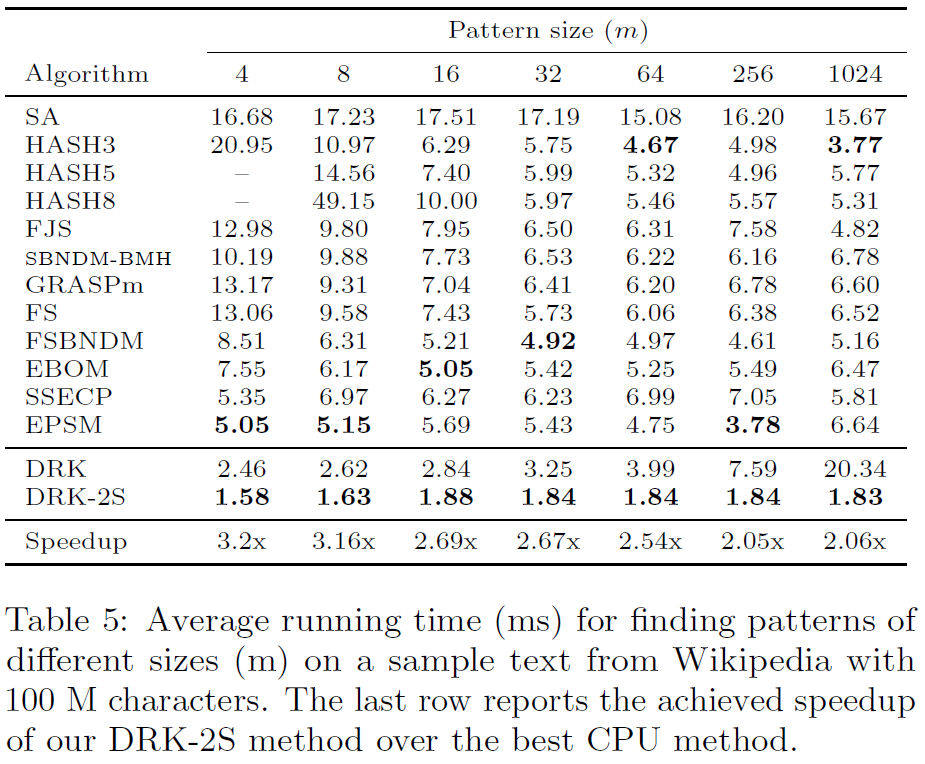 Pattern size (m)
Algorithm 4 8 16 32 64 256 1024
SA 16.68 17.23 17.51 17.19 15.08 16.20 15.67
HASH3 20.95 10.97 6.29 5.75 4.67 4.98 3.77
HASH5 – 14.56 7.40 5.99 5.32 4.96 5.77
HASH8 – 49.15 10.00 5.97 5.46 5.57 5.31
FJS 12.98 9.80 7.95 6.50 6.31 7.58 4.82
SBNDM-BMH 10.19 9.88 7.73 6.53 6.22 6.16 6.78
GRASPm 13.17 9.31 7.04 6.41 6.20 6.78 6.60
FS 13.06 9.58 7.43 5.73 6.06 6.38 6.52
FSBNDM 8.51 6.31 5.21 4.92 4.97 4.61 5.16
EBOM 7.55 6.17 5.05 5.42 5.25 5.49 6.47
SSECP 5.35 6.97 6.27 6.23 6.99 7.05 5.81
EPSM 5.05 5.15 5.69 5.43 4.75 3.78 6.64
DRK 2.46 2.62 2.84 3.25 3.99 7.59 20.34
DRK-2S 1.58 1.63 1.88 1.84 1.84 1.84 1.83
Speedup 3.2x 3.16x 2.69x 2.67x 2.54x 2.05x 2.06x
Table 5: Average running time (ms) for finding patterns of
different sizes (m) on a sample text from Wikipedia with
100 M characters. The last row reports the achieved speedup
of our DRK-2S method over the best CPU method.